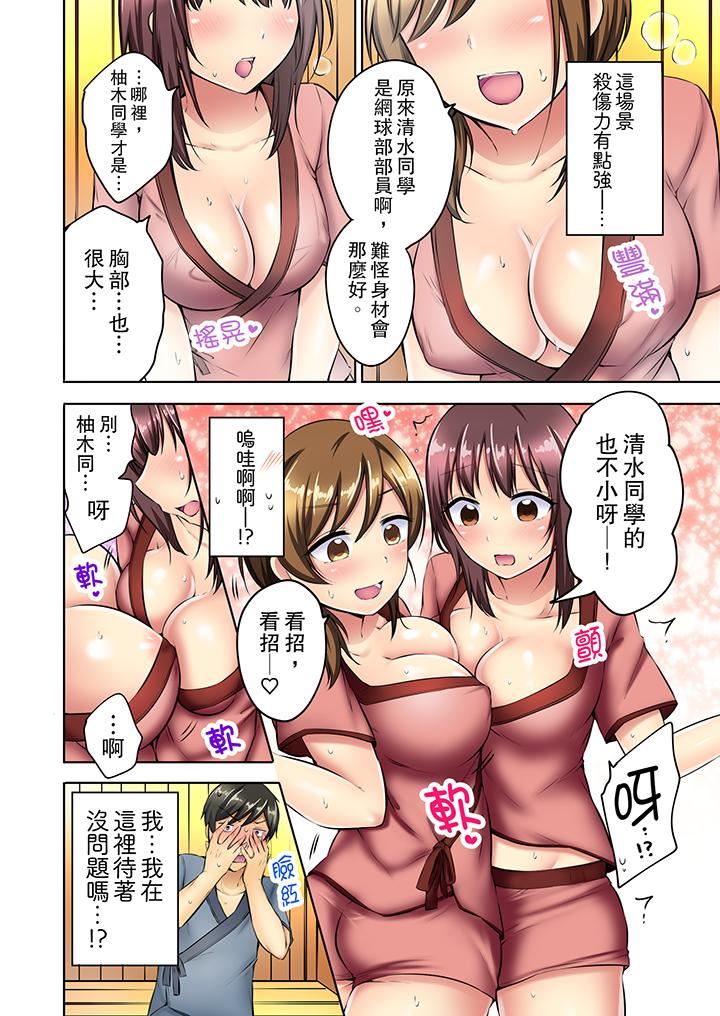 這場景
殺傷力有點強—…
豐滿
原來清水同學
是網球部部員啊，
難怪身材會
那麼好。
…哪裡，
柚木同學才是…
胸部…也…
很大…
搖晃
清水同學的
也不小呀—！
嘿
顫
呀…!?
看招，
看招—♡
軟
嗚哇啊啊—!?
別…
柚木同…
呀
軟
軟
…啊
我…我在
這裡待著
沒問題嗎…!?
臉紅